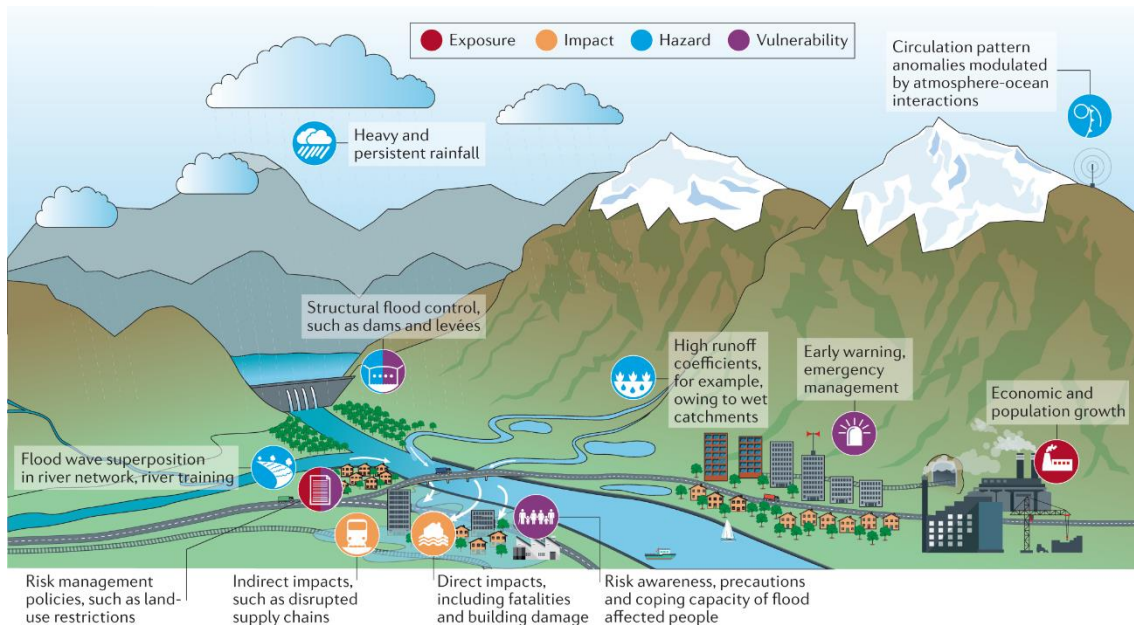 Exposure
Impact
Hazard
Vulnerability
Circulation pattern
anomalies modulated
by atmosphere-ocean
interactions
Heavy and
persistent rainfall
Structural flood control,
such as dams and levées
High runoff
coefficients,
for example,
owing to wet
catchments
Early warning,
emergency
management
Economic and
population growth
Flood wave superposition
in river network, river training
Risk management
policies, such as land-
use restrictions
Indirect impacts,
such as disrupted
supply chains
Direct impacts,
including fatalities
and building damage
Risk awareness, precautions
and coping capacity of flood
affected people